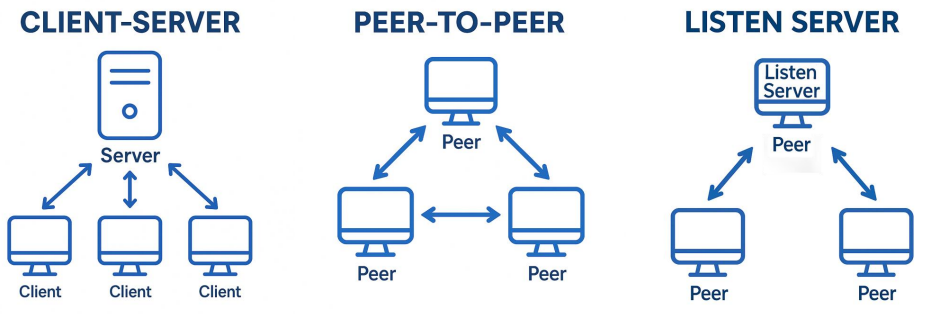 CLIENT-SERVER
Server
Client
Client
Client
PEER-TO-PEER
Peer
Peer
Peer
LISTEN SERVER
Listen
Server
Peer
Peer
Peer